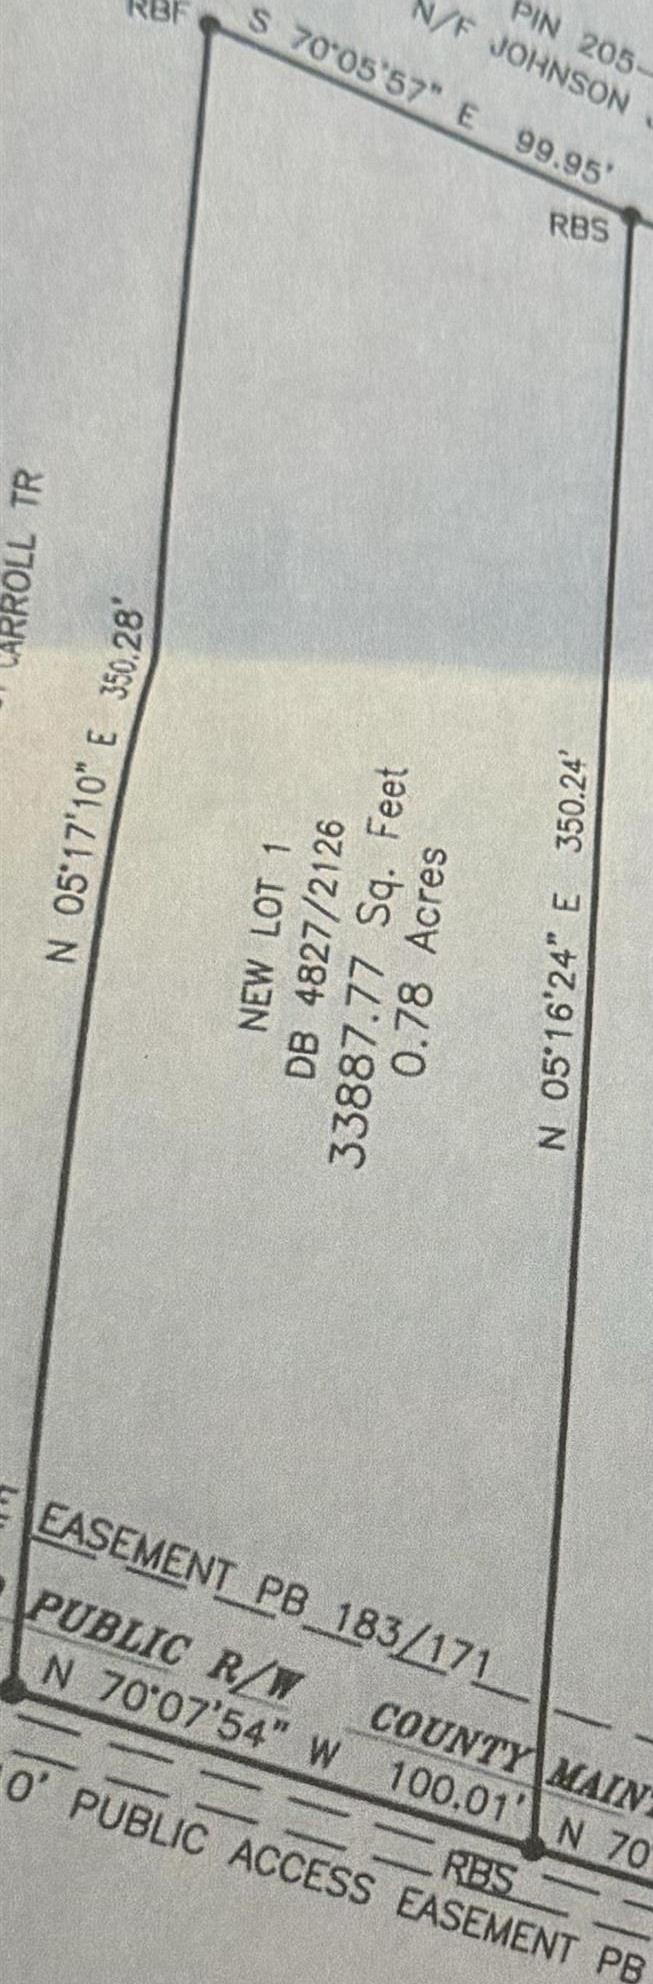 RBF
S 70°05'57" E 99.95'
PIN 205-
N/F JOHNSON
RBS
CARROLL TR
N 05°17'10" E 350.28'
NEW LOT 1
DB 4827/2126
33887.77 Sq. Feet
0.78 Acres
N 05°16'24" E 350.24'
EASEMENT PB 183/171
PUBLIC R/W COUNTY MAINT
N 70°07'54" W 100.01'
N 70°
RBS
0' PUBLIC ACCESS EASEMENT PB